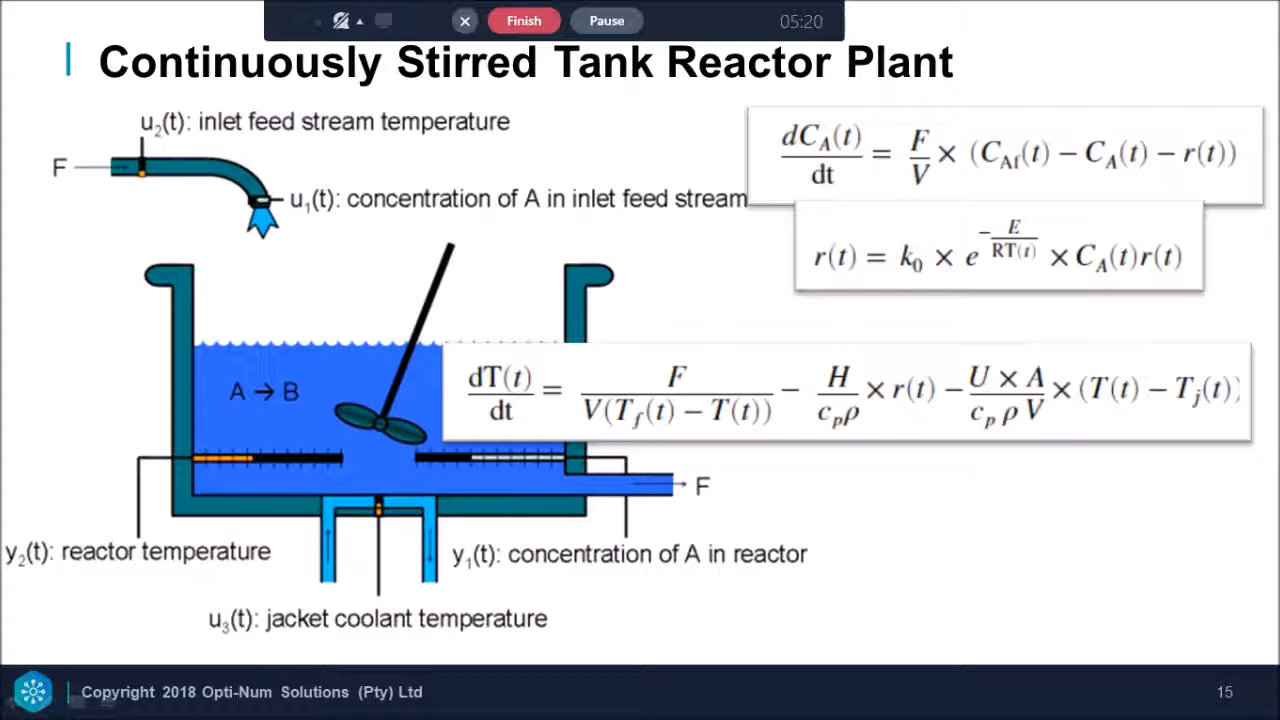 Finish
Pause
05:20
Continuously Stirred Tank Reactor Plant
u₂(t): inlet feed stream temperature
F
u₁(t): concentration of A in inlet feed stream
dC_A(t)/dt = F/V × (C_Af(t) − C_A(t) − r(t))
r(t) = k₀ × e^(−E/RT(t)) × C_A(t)r(t)
A → B
dT(t)/dt = F/(V(T_f(t) − T(t))) − H/(c_pρ) × r(t) − (U × A)/(c_p ρ V) × (T(t) − T_j(t))
F
y₂(t): reactor temperature
y₁(t): concentration of A in reactor
u₃(t): jacket coolant temperature
Copyright 2018 Opti-Num Solutions (Pty) Ltd
15